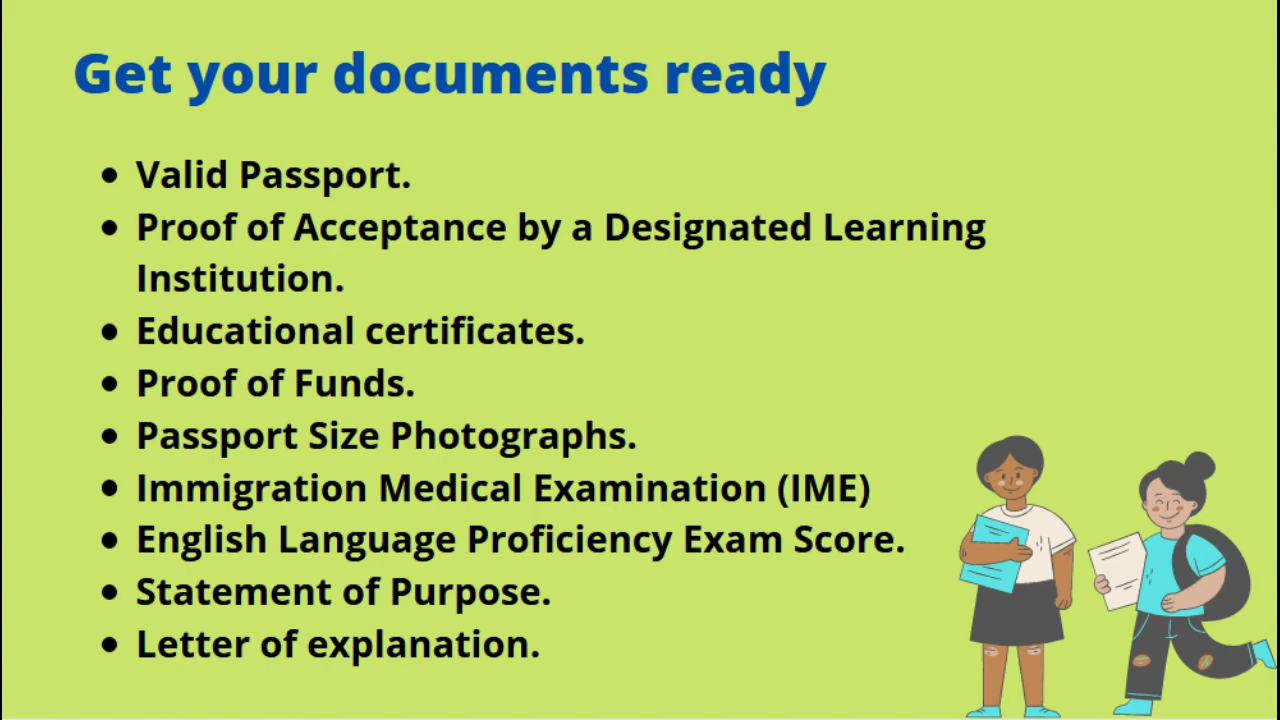 Get your documents ready
• Valid Passport.
• Proof of Acceptance by a Designated Learning
Institution.
• Educational certificates.
• Proof of Funds.
• Passport Size Photographs.
• Immigration Medical Examination (IME)
• English Language Proficiency Exam Score.
• Statement of Purpose.
• Letter of explanation.